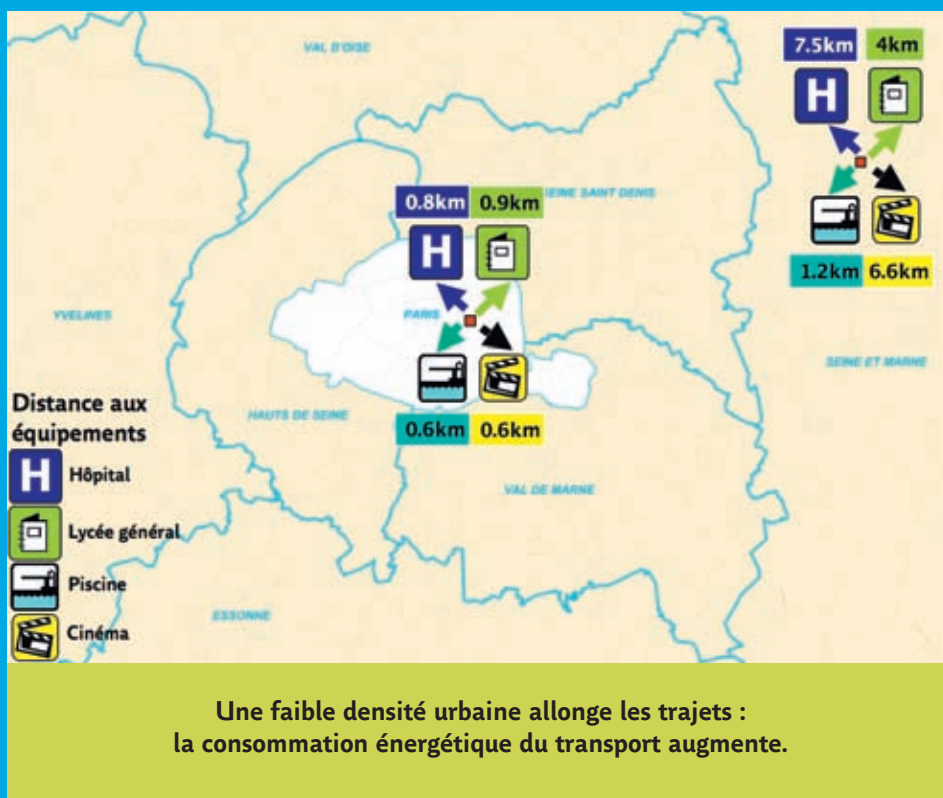 VAL D'OISE
7.5km 4km
H
0.8km 0.9km
SEINE SAINT DENIS
H
1.2km 6.6km
YVELINES
PARIS
SEINE ET MARNE
HAUTS DE SEINE
0.6km 0.6km
Distance aux
équipements
H Hôpital
VAL DE MARNE
Lycée général
Piscine
ESSONNE
Cinéma
Une faible densité urbaine allonge les trajets :
la consommation énergétique du transport augmente.